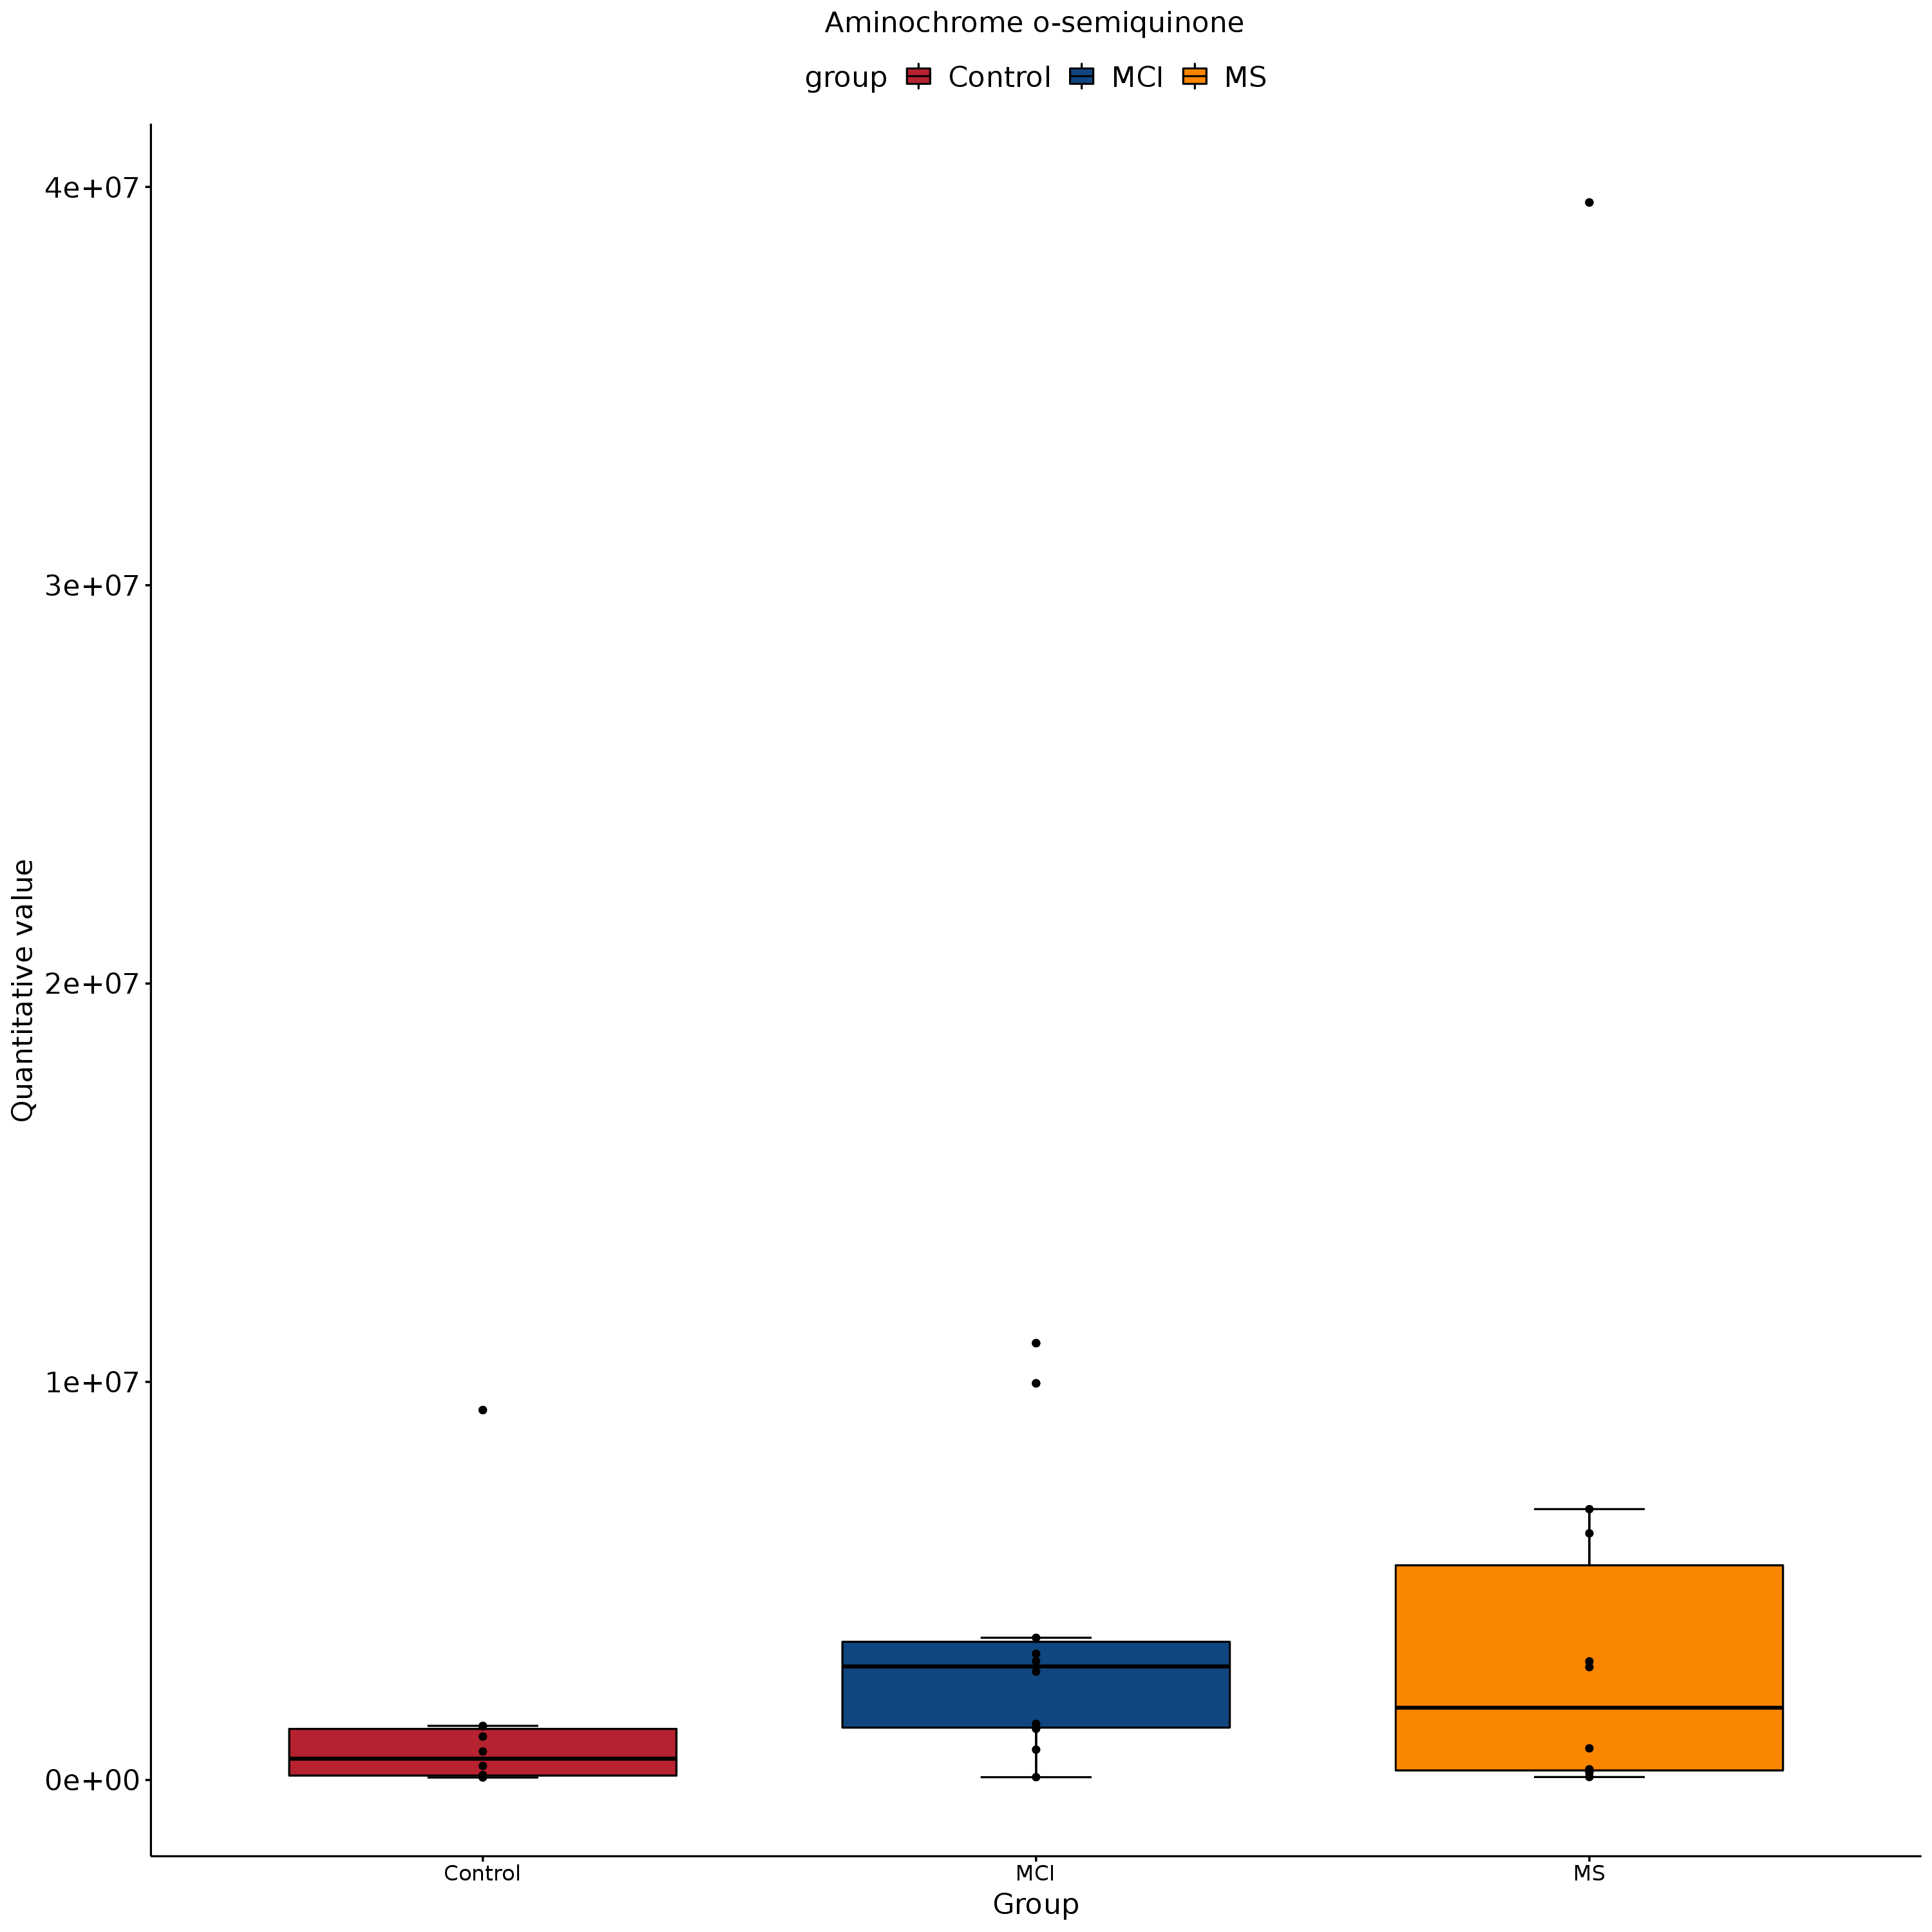 Aminochrome o-semiquinone
group Control MCI MS
4e+07
3e+07
2e+07
1e+07
0e+00
Quantitative value
Control MCI MS
Group